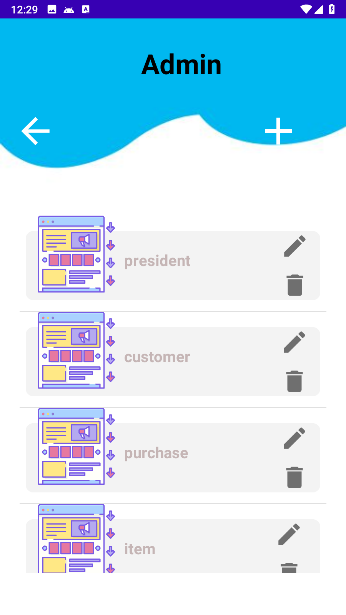 12:29
Admin
president
customer
purchase
item